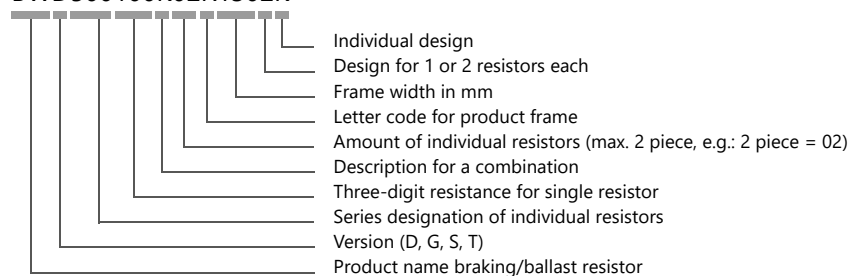 Individual design
Design for 1 or 2 resistors each
Frame width in mm
Letter code for product frame
Amount of individual resistors (max. 2 piece, e.g.: 2 piece = 02)
Description for a combination
Three-digit resistance for single resistor
Series designation of individual resistors
Version (D, G, S, T)
Product name braking/ballast resistor